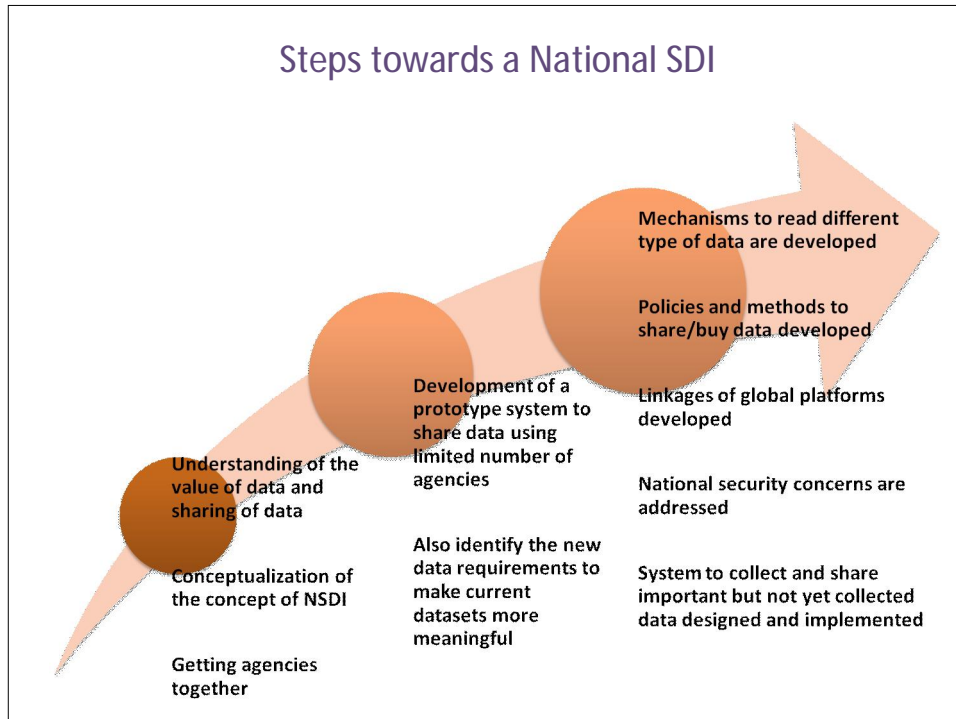 Steps towards a National SDI
Understanding of the
value of data and
sharing of data
Conceptualization of
the concept of NSDI
Getting agencies
together
Development of a
prototype system to
share data using
limited number of
agencies
Also identify the new
data requirements to
make current
datasets more
meaningful
Mechanisms to read different
type of data are developed
Policies and methods to
share/buy data developed
Linkages of global platforms
developed
National security concerns are
addressed
System to collect and share
important but not yet collected
data designed and implemented